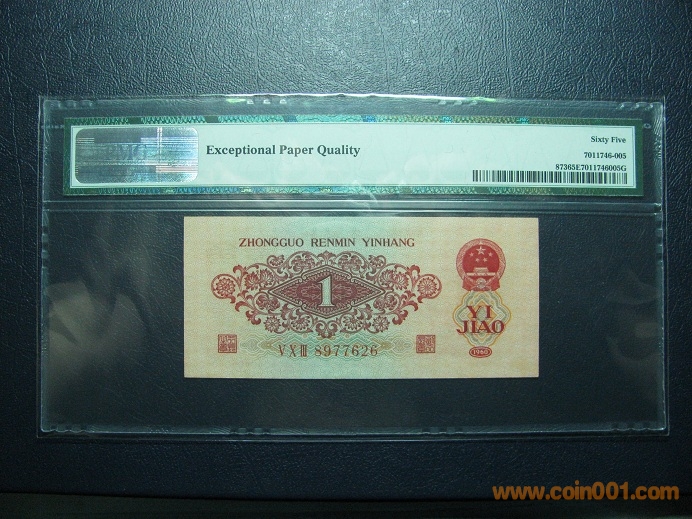 Exceptional Paper Quality
Sixty Five
7011746-005
87365E7011746005G
ZHONGGUO RENMIN YINHANG
1
YI
JIAO
V X III 8977626
1960
www.coin001.com